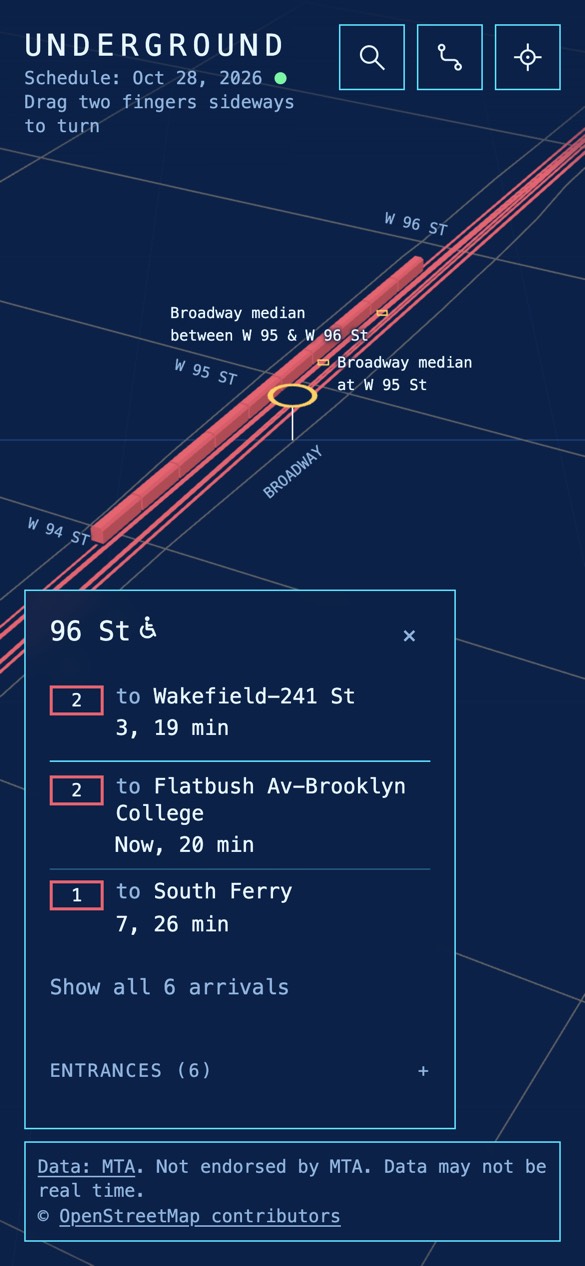 UNDERGROUND
Schedule: Oct 28, 2026
Drag two fingers sideways
to turn
W 96 ST
Broadway median
between W 95 & W 96 St
W 95 ST
Broadway median
at W 95 St
BROADWAY
W 94 ST
96 St
×
2 to Wakefield–241 St
3, 19 min
2 to Flatbush Av–Brooklyn
College
Now, 20 min
1 to South Ferry
7, 26 min
Show all 6 arrivals
ENTRANCES (6) +
Data: MTA. Not endorsed by MTA. Data may not be
real time.
© OpenStreetMap contributors